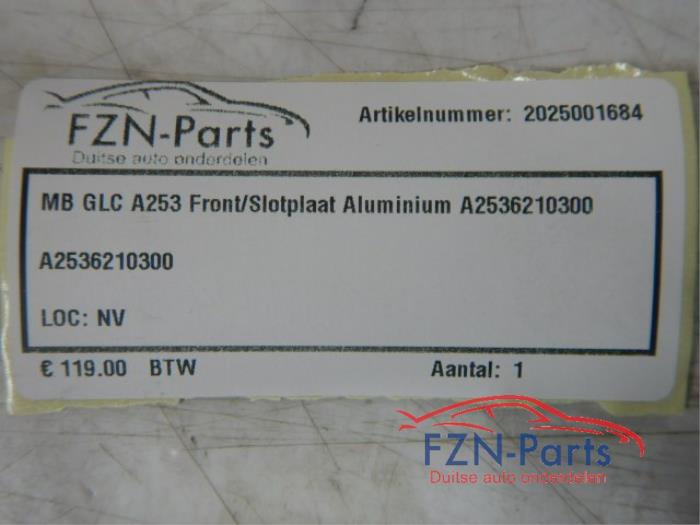 FZN-Parts
Duitse auto onderdelen
Artikelnummer: 2025001684
MB GLC A253 Front/Slotplaat Aluminium A2536210300
A2536210300
LOC: NV
€ 119.00 BTW
Aantal: 1
FZN-Parts
Duitse auto onderdelen